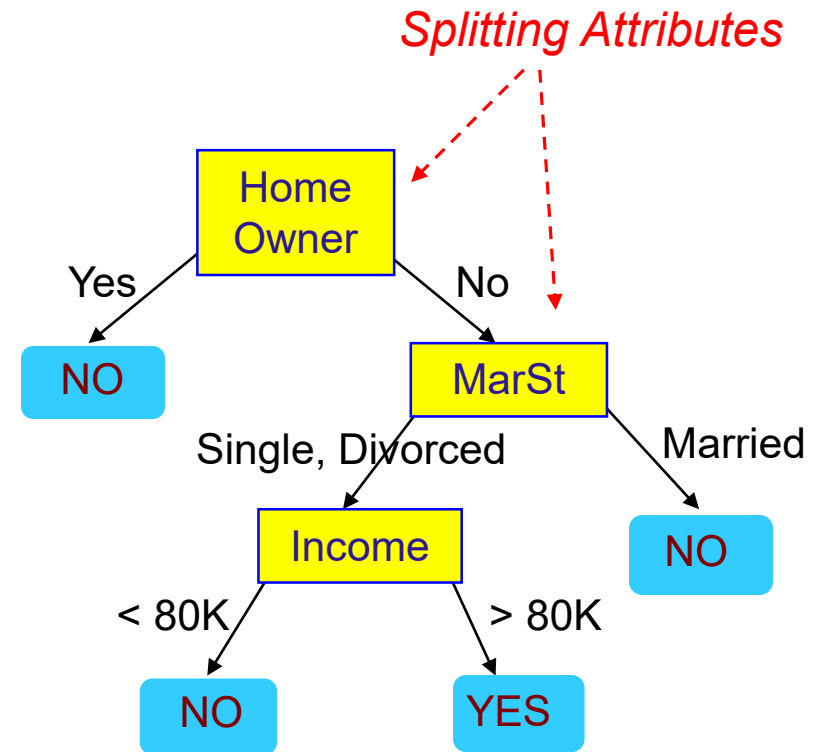 Splitting Attributes
Home
Owner
Yes
No
NO
MarSt
Single, Divorced
Married
Income
NO
< 80K
> 80K
NO
YES